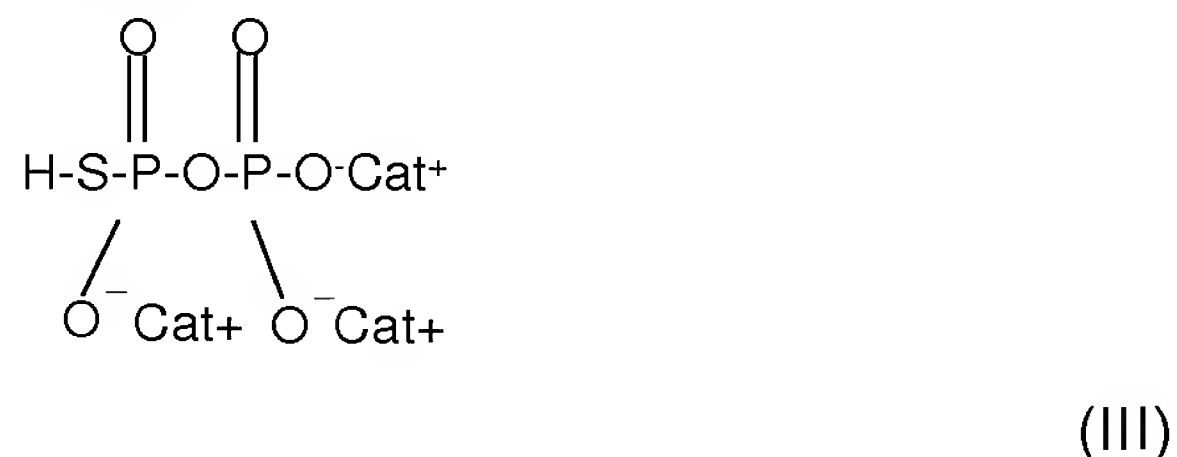 O O
H-S-P-O-P-O-Cat+
O – Cat+ O – Cat+
(III)